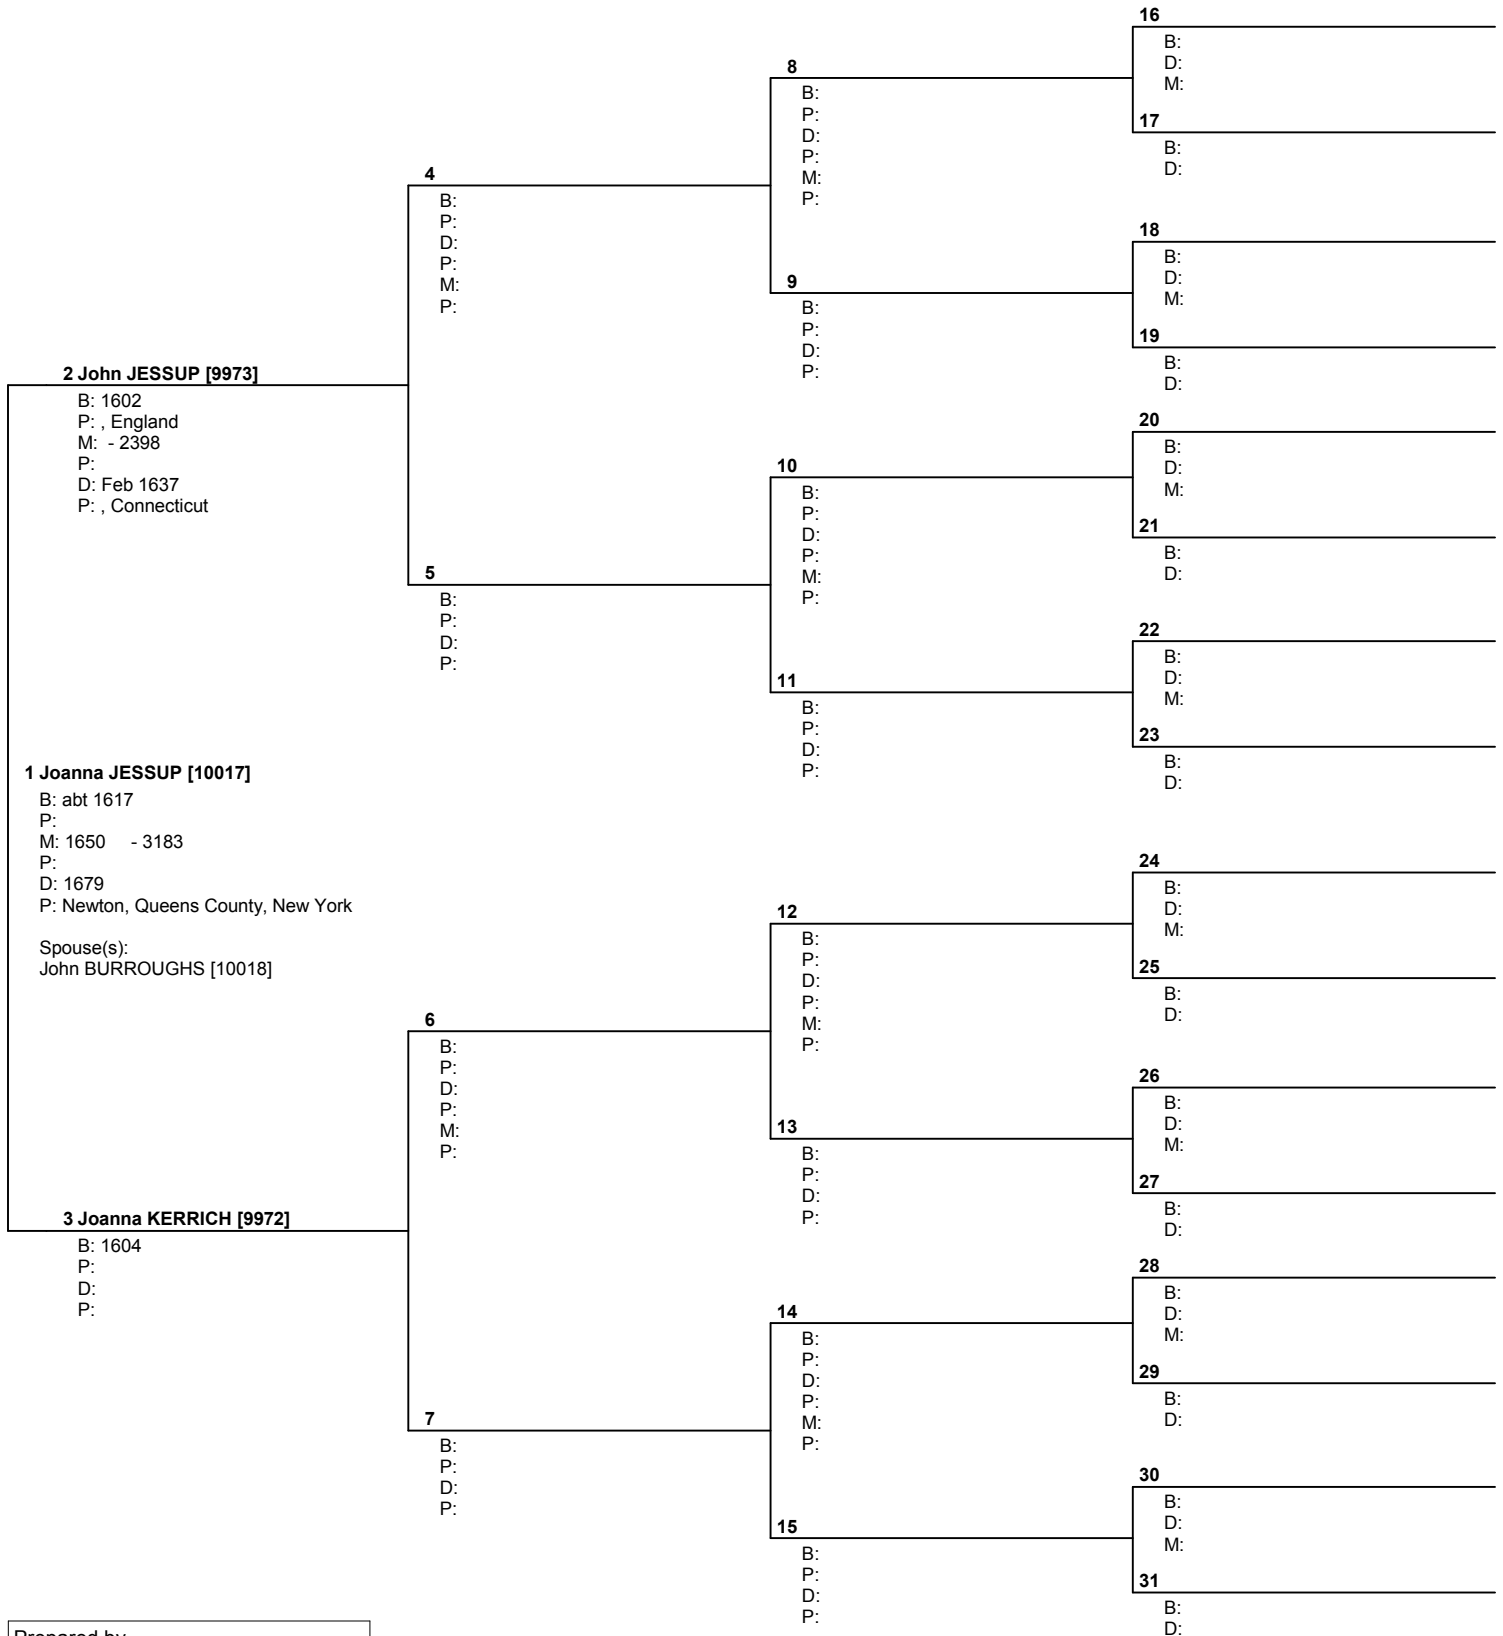 2 John JESSUP [9973]
B: 1602
P: , England
M:  - 2398
P:
D: Feb 1637
P: , Connecticut
1 Joanna JESSUP [10017]
B: abt 1617
P:
M: 1650    - 3183
P:
D: 1679
P: Newton, Queens County, New York
Spouse(s):
John BURROUGHS [10018]
3 Joanna KERRICH [9972]
B: 1604
P:
D:
P:
Prepared by
4
B:
P:
D:
P:
M:
P:
5
B:
P:
D:
P:
6
B:
P:
D:
P:
M:
P:
7
B:
P:
D:
P:
8
B:
P:
D:
P:
M:
P:
9
B:
P:
D:
P:
10
B:
P:
D:
P:
M:
P:
11
B:
P:
D:
P:
12
B:
P:
D:
P:
M:
P:
13
B:
P:
D:
P:
14
B:
P:
D:
P:
M:
P:
15
B:
P:
D:
P:
16
B:
D:
M:
17
B:
D:
18
B:
D:
M:
19
B:
D:
20
B:
D:
M:
21
B:
D:
22
B:
D:
M:
23
B:
D:
24
B:
D:
M:
25
B:
D:
26
B:
D:
M:
27
B:
D:
28
B:
D:
M:
29
B:
D:
30
B:
D:
M:
31
B:
D: